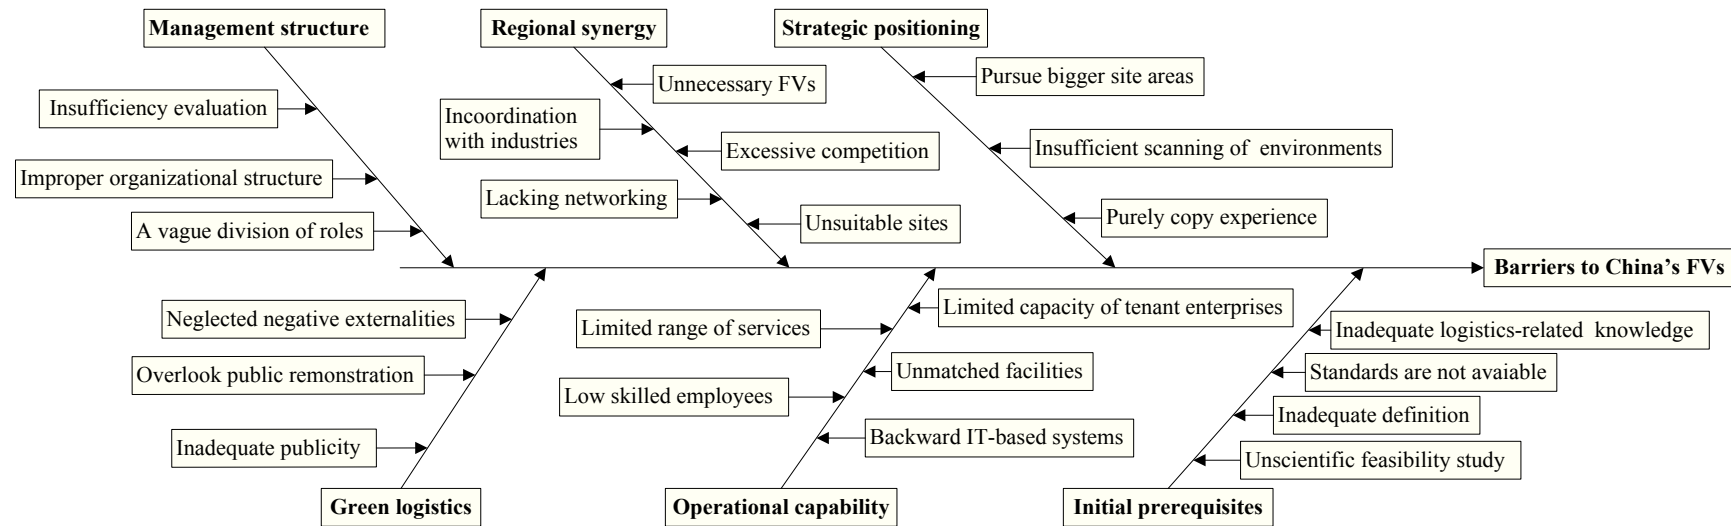 Management structure
Regional synergy
Strategic positioning
Insufficiency evaluation
Improper organizational structure
A vague division of roles
Unnecessary FVs
Incoordination
with industries
Excessive competition
Lacking networking
Unsuitable sites
Pursue bigger site areas
Insufficient scanning of environments
Purely copy experience
Barriers to China's FVs
Neglected negative externalities
Overlook public remonstration
Inadequate publicity
Limited capacity of tenant enterprises
Limited range of services
Unmatched facilities
Low skilled employees
Backward IT-based systems
Inadequate logistics-related knowledge
Standards are not avaiable
Inadequate definition
Unscientific feasibility study
Green logistics
Operational capability
Initial prerequisites